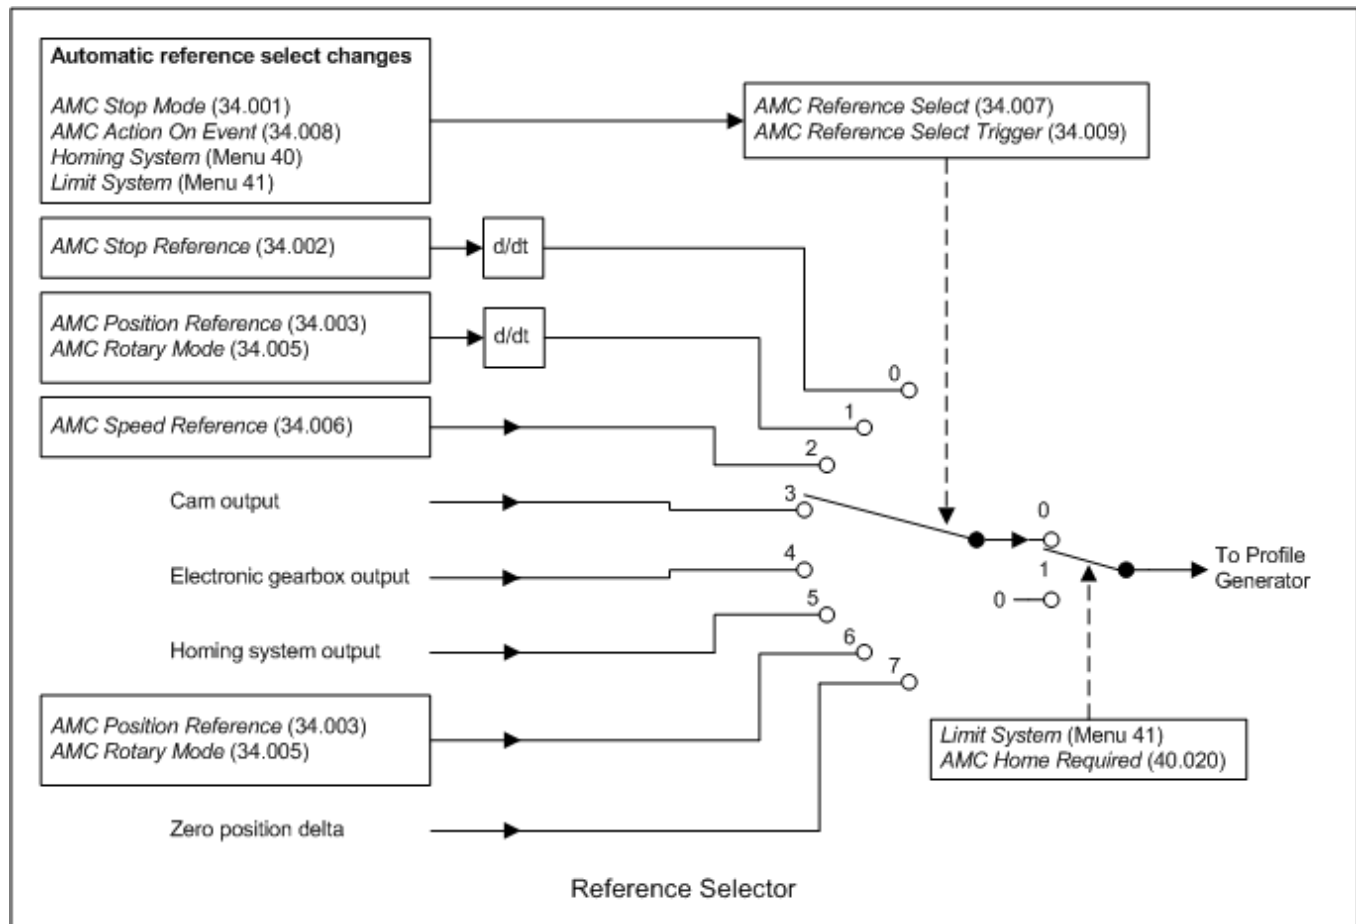 Automatic reference select changes
AMC Stop Mode (34.001)
AMC Action On Event (34.008)
Homing System (Menu 40)
Limit System (Menu 41)
AMC Reference Select (34.007)
AMC Reference Select Trigger (34.009)
AMC Stop Reference (34.002)
d/dt
AMC Position Reference (34.003)
AMC Rotary Mode (34.005)
d/dt
0
1
AMC Speed Reference (34.006)
2
Cam output
3
0
To Profile
Generator
4
1
Electronic gearbox output
0
5
Homing system output
6
7
AMC Position Reference (34.003)
AMC Rotary Mode (34.005)
Limit System (Menu 41)
AMC Home Required (40.020)
Zero position delta
Reference Selector